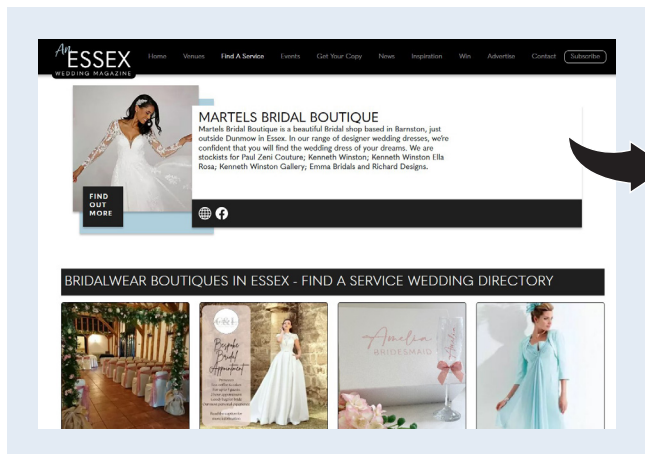 An
ESSEX
WEDDING MAGAZINE
Home Venues Find A Service Events Get Your Copy News Inspiration Win Advertise Contact Subscribe
MARTELS BRIDAL BOUTIQUE
Martels Bridal Boutique is a beautiful Bridal shop based in Barnston, just
outside Dunmow in Essex. In our range of designer wedding dresses, we're
confident that you will find the wedding dress of your dreams. We are
stockists for Paul Zeni Couture; Kenneth Winston; Kenneth Winston Ella
Rosa; Kenneth Winston Gallery; Emma Bridals and Richard Designs.
FIND
OUT
MORE
BRIDALWEAR BOUTIQUES IN ESSEX - FIND A SERVICE WEDDING DIRECTORY
Bespoke
Bridal
Appointment
Amelia
BRIDESMAID